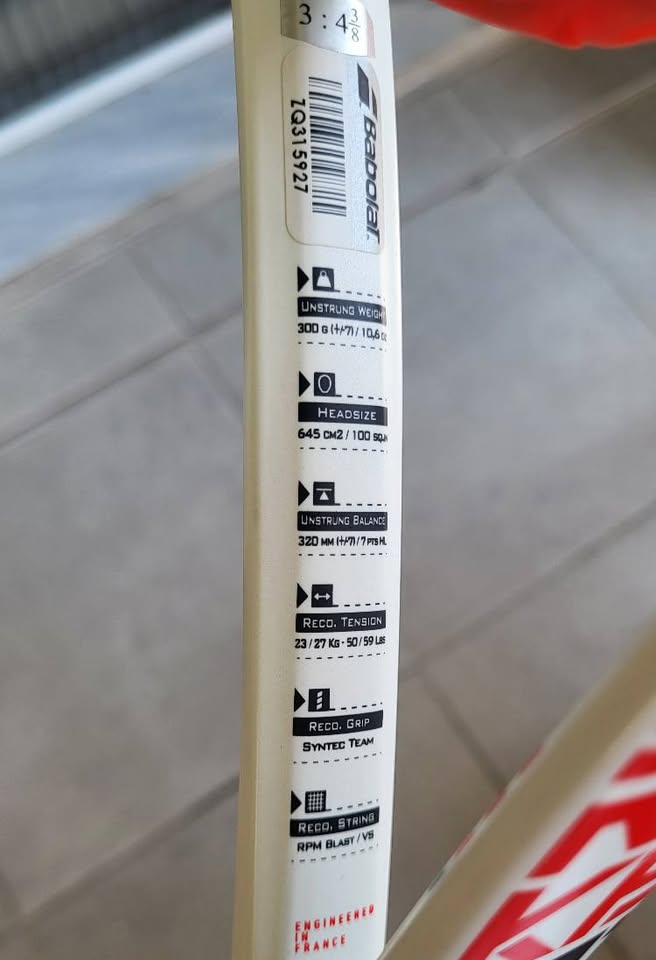 3 : 4 3/8
Babolat
ZQ315927
UNSTRUNG WEIGH
300 G (+/-7) / 10,6 o
HEADSIZE
645 CM2 / 100 SQ.IN
UNSTRUNG BALANCE
320 MM (+/-7) / 7 PTS HL
RECO. TENSION
23 / 27 KG - 50 / 59 LBS
RECO. GRIP
SYNTEC TEAM
RECO. STRING
RPM BLAST / VS
ENGINEERED
IN
FRANCE